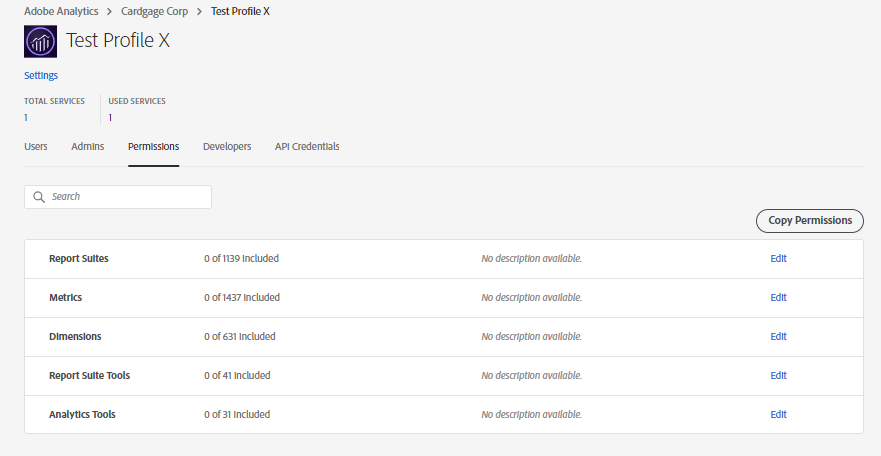 Adobe Analytics > Cardgage Corp > Test Profile X
Test Profile X
Settings
TOTAL SERVICES USED SERVICES
1 1
Users Admins Permissions Developers API Credentials
Search
Copy Permissions
Report Suites 0 of 1139 Included No description available. Edit
Metrics 0 of 1437 Included No description available. Edit
Dimensions 0 of 631 Included No description available. Edit
Report Suite Tools 0 of 41 Included No description available. Edit
Analytics Tools 0 of 31 Included No description available. Edit